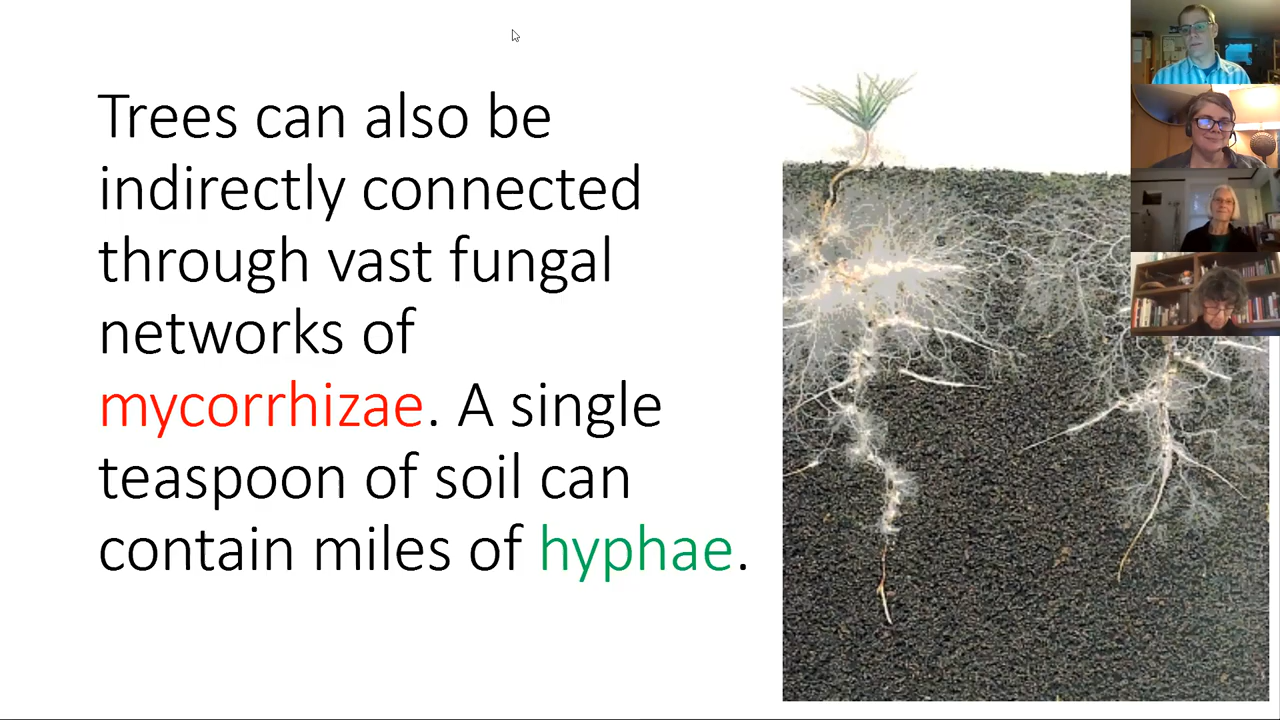 Trees can also be
indirectly connected
through vast fungal
networks of
mycorrhizae. A single
teaspoon of soil can
contain miles of hyphae.